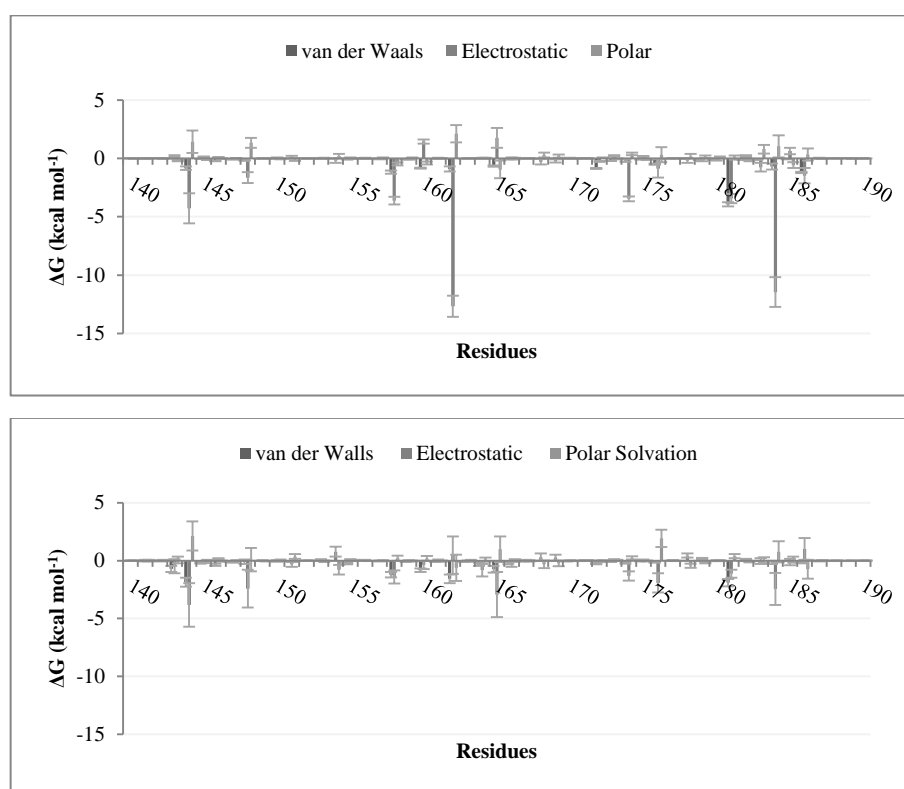 van der Waals Electrostatic Polar
5
0
-5
-10
-15
ΔG (kcal mol-1)
140 145 150 155 160 165 170 175 180 185 190
Residues
van der Walls Electrostatic Polar Solvation
5
0
-5
-10
-15
ΔG (kcal mol-1)
140 145 150 155 160 165 170 175 180 185 190
Residues